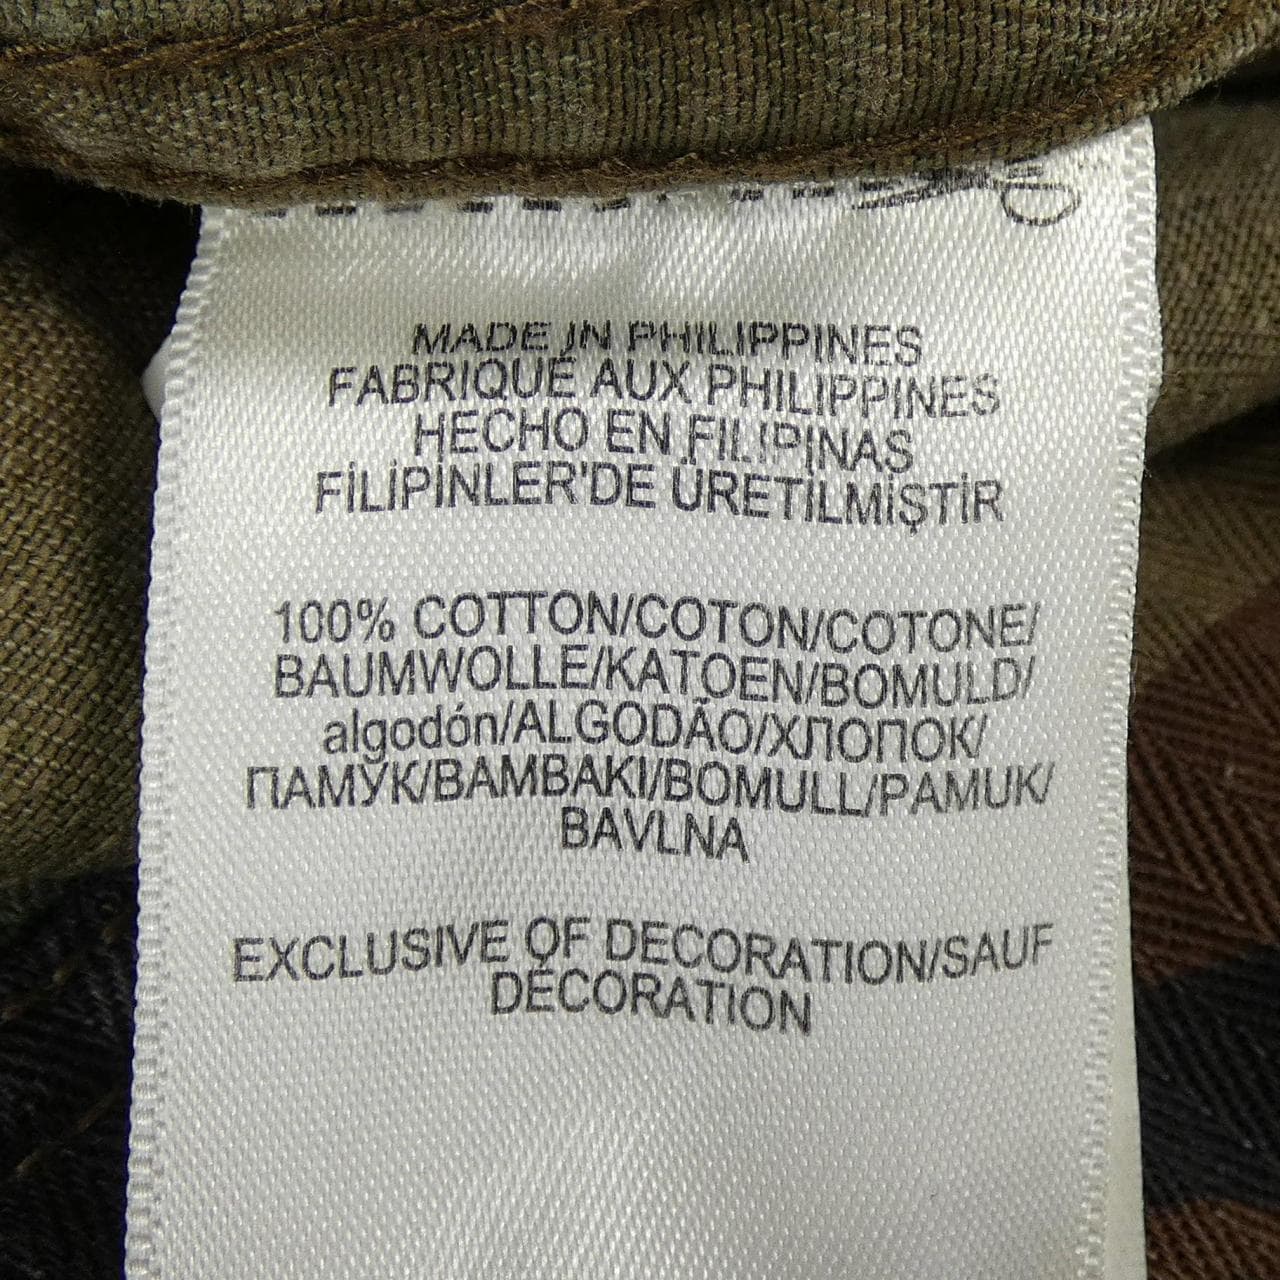 MADE IN PHILIPPINES
FABRIQUÉ AUX PHILIPPINES
HECHO EN FILIPINAS
FİLİPİNLER'DE ÜRETİLMİŞTİR
100% COTTON/COTON/COTONE/
BAUMWOLLE/KATOEN/BOMULD/
algodón/ALGODÃO/ХЛОПОК/
ПАМУК/BAMBAKI/BOMULL/PAMUK/
BAVLNA
EXCLUSIVE OF DECORATION/SAUF
DÉCORATION